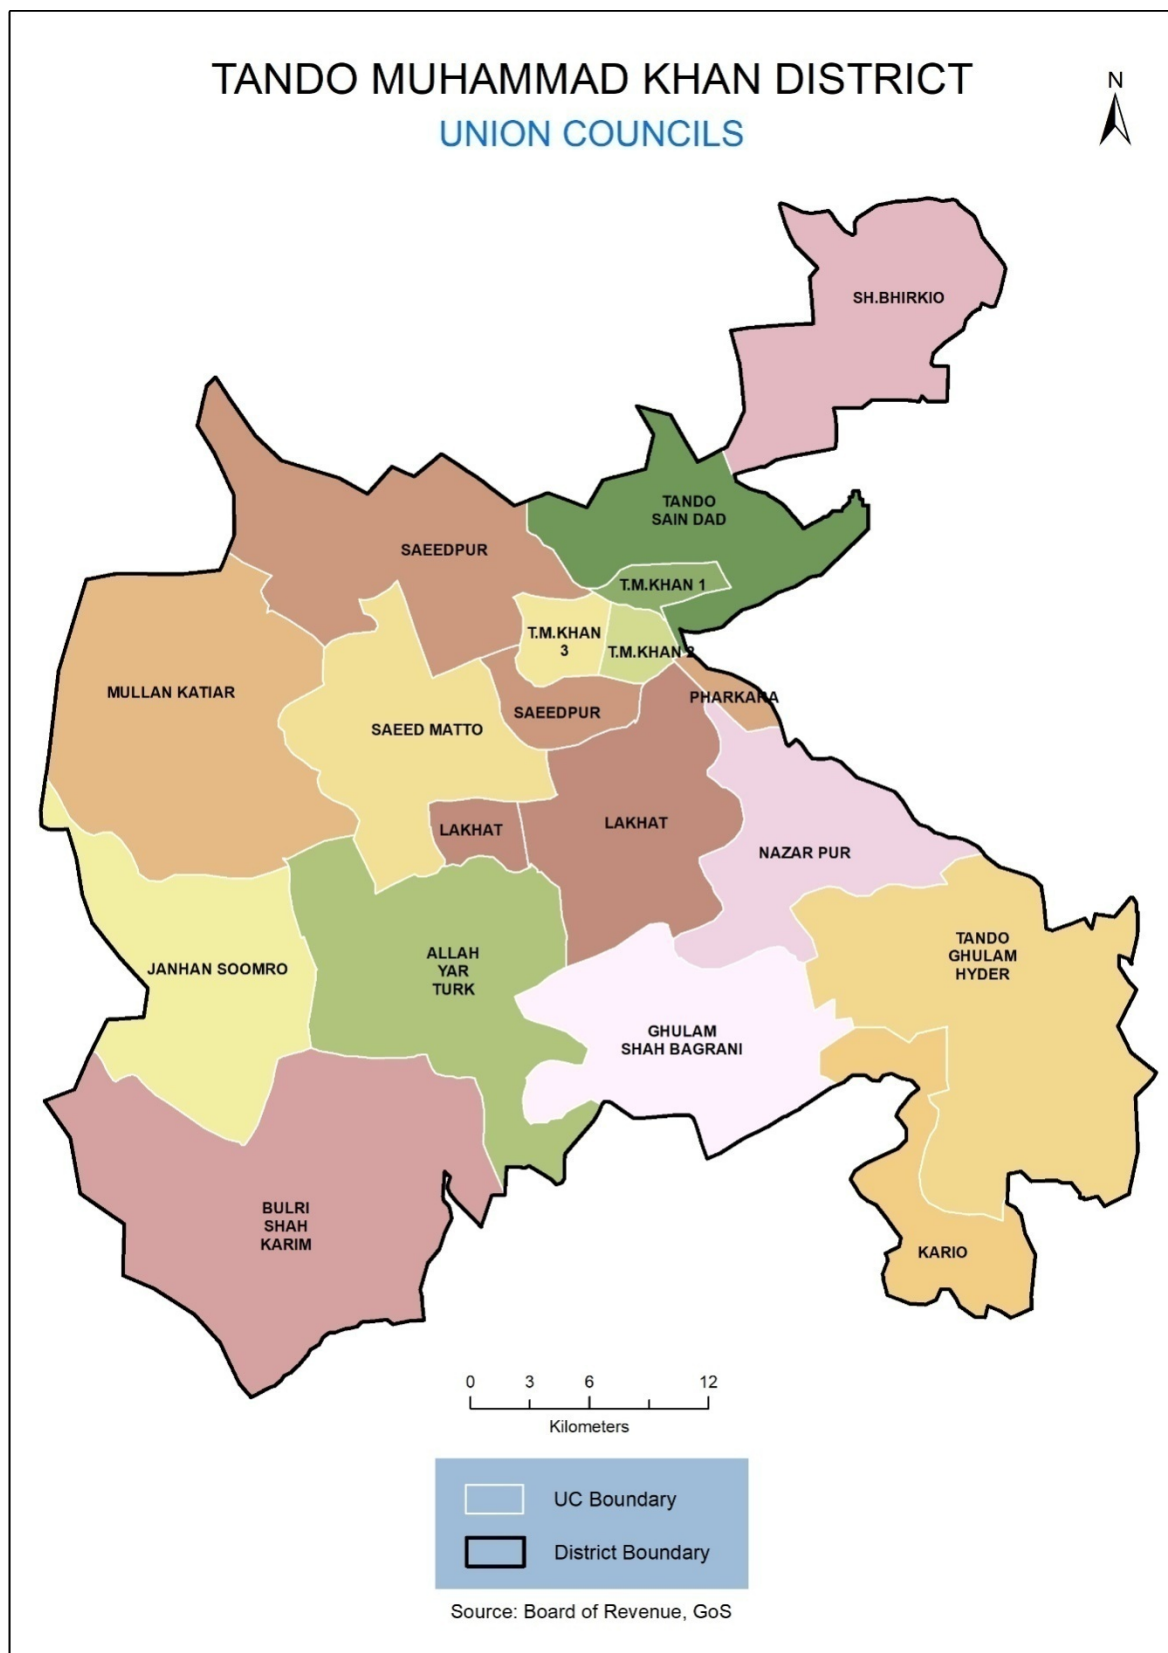 TANDO MUHAMMAD KHAN DISTRICT
UNION COUNCILS
N
SH.BHIRKIO
TANDO
SAIN DAD
SAEEDPUR
T.M.KHAN 1
T.M.KHAN
3
T.M.KHAN 2
MULLAN KATIAR
PHARKARA
SAEEDPUR
SAEED MATTO
LAKHAT
LAKHAT
NAZAR PUR
ALLAH
YAR
TURK
TANDO
GHULAM
HYDER
JANHAN SOOMRO
GHULAM
SHAH BAGRANI
BULRI
SHAH
KARIM
KARIO
0 3 6 12
Kilometers
UC Boundary
District Boundary
Source: Board of Revenue, GoS